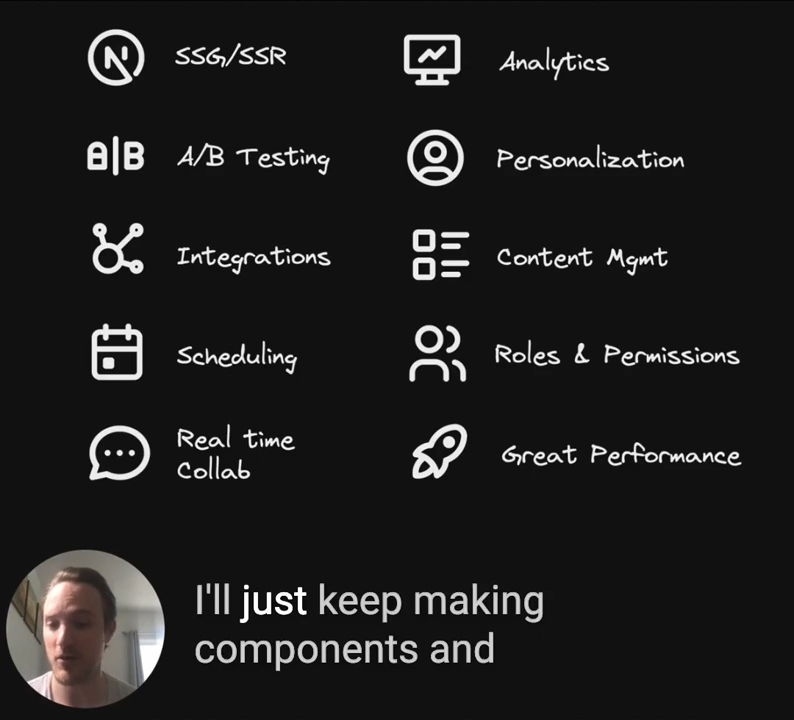 SSG/SSR
Analytics
A|B
A/B Testing
Personalization
Integrations
Content Mgmt
Scheduling
Roles & Permissions
Real time
Collab
Great Performance
I'll just keep making
components and